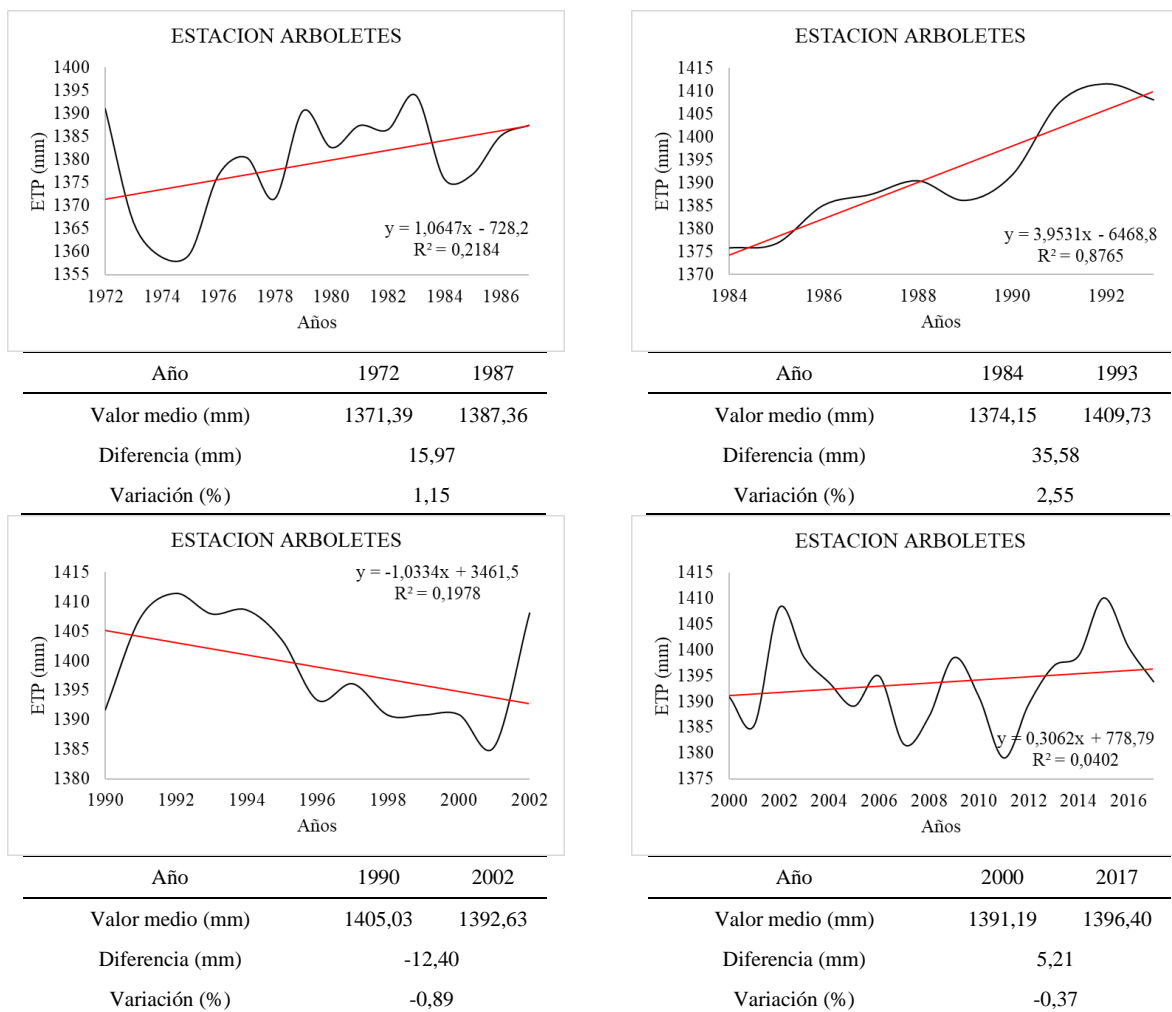 ESTACION ARBOLETES
1400
1395
1390
1385
1380
1375
1370
1365
1360
1355
ETP (mm)
y = 1,0647x - 728,2
R² = 0,2184
1972 1974 1976 1978 1980 1982 1984 1986
Años
Año 1972 1987
Valor medio (mm) 1371,39 1387,36
Diferencia (mm) 15,97
Variación (%) 1,15
ESTACION ARBOLETES
1415
1410
1405
1400
1395
1390
1385
1380
1375
1370
ETP (mm)
y = 3,9531x - 6468,8
R² = 0,8765
1984 1986 1988 1990 1992
Años
Año 1984 1993
Valor medio (mm) 1374,15 1409,73
Diferencia (mm) 35,58
Variación (%) 2,55
ESTACION ARBOLETES
y = -1,0334x + 3461,5
R² = 0,1978
1415
1410
1405
1400
1395
1390
1385
1380
ETP (mm)
1990 1992 1994 1996 1998 2000 2002
Años
Año 1990 2002
Valor medio (mm) 1405,03 1392,63
Diferencia (mm) -12,40
Variación (%) -0,89
ESTACION ARBOLETES
1415
1410
1405
1400
1395
1390
1385
1380
1375
ETP (mm)
y = 0,3062x + 778,79
R² = 0,0402
2000 2002 2004 2006 2008 2010 2012 2014 2016
Años
Año 2000 2017
Valor medio (mm) 1391,19 1396,40
Diferencia (mm) 5,21
Variación (%) -0,37